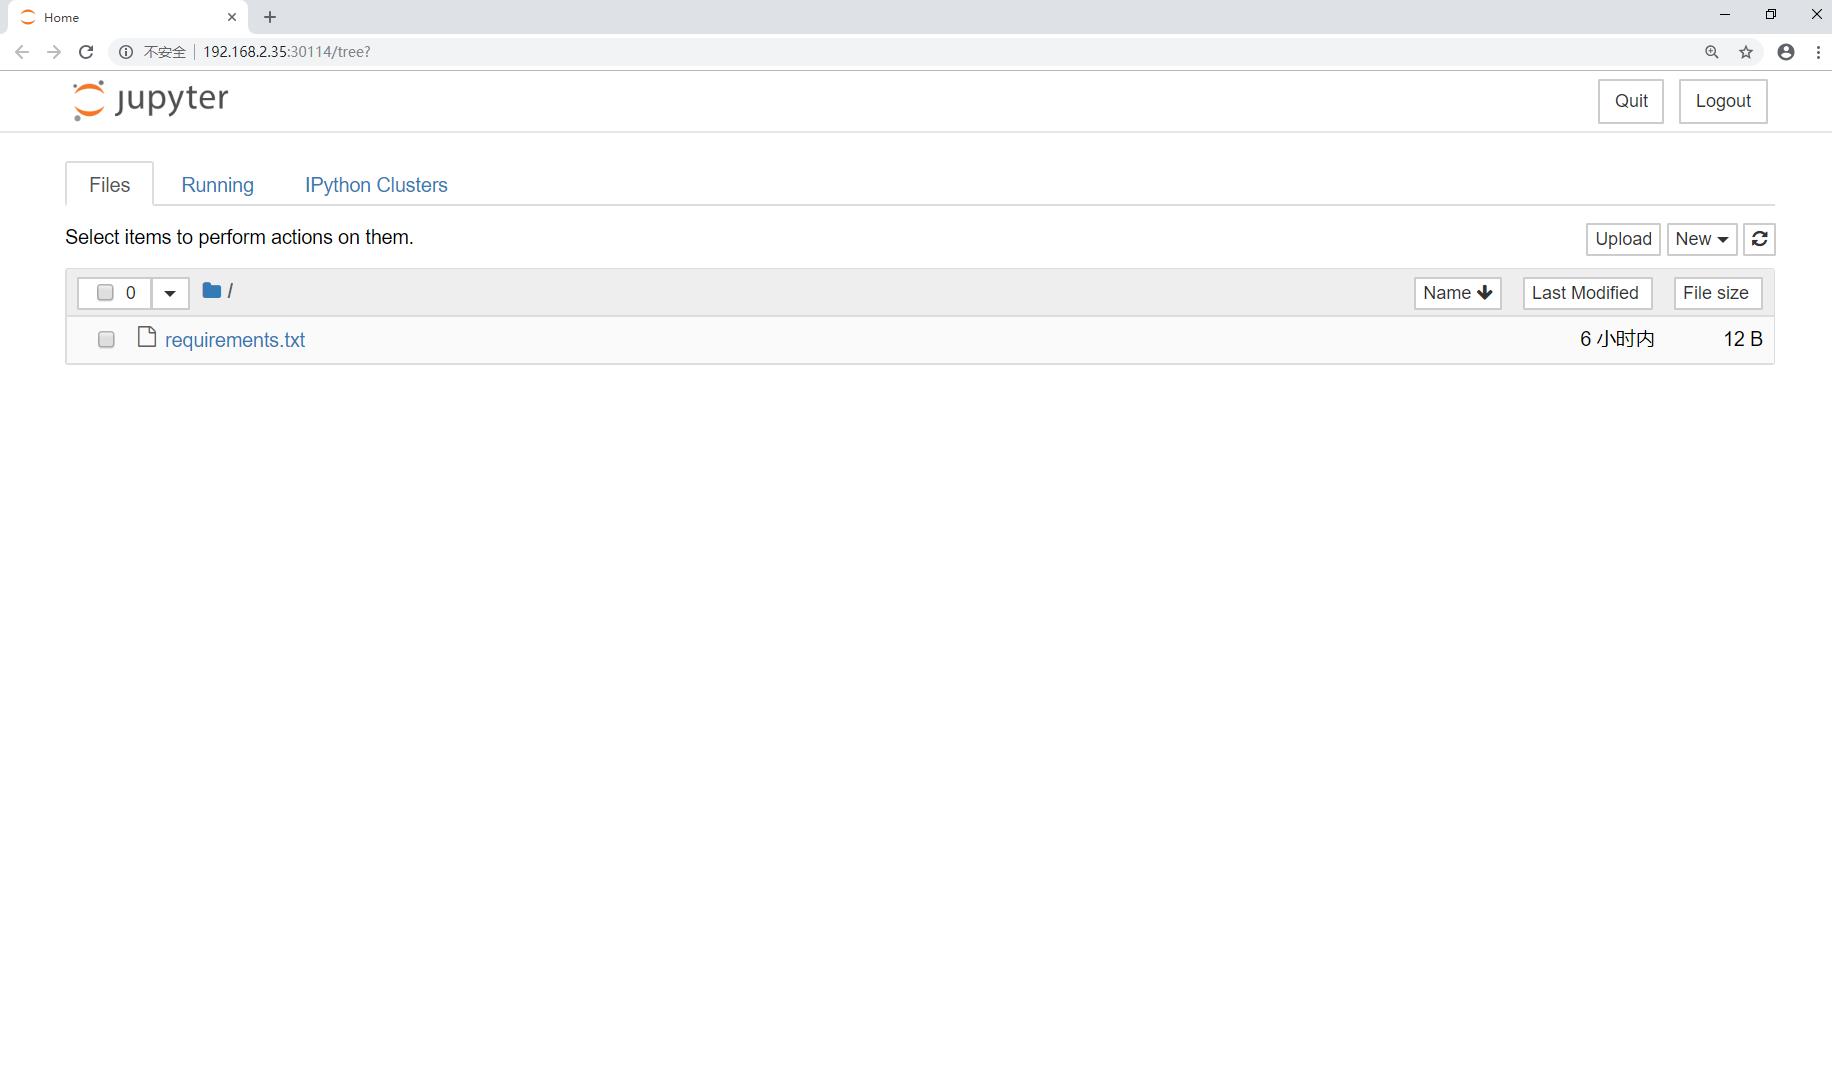 Home
不安全 192.168.2.35:30114/tree?
jupyter
Quit Logout
Files Running IPython Clusters
Select items to perform actions on them.
Upload New
0 / Name Last Modified File size
requirements.txt 6 小时内 12 B